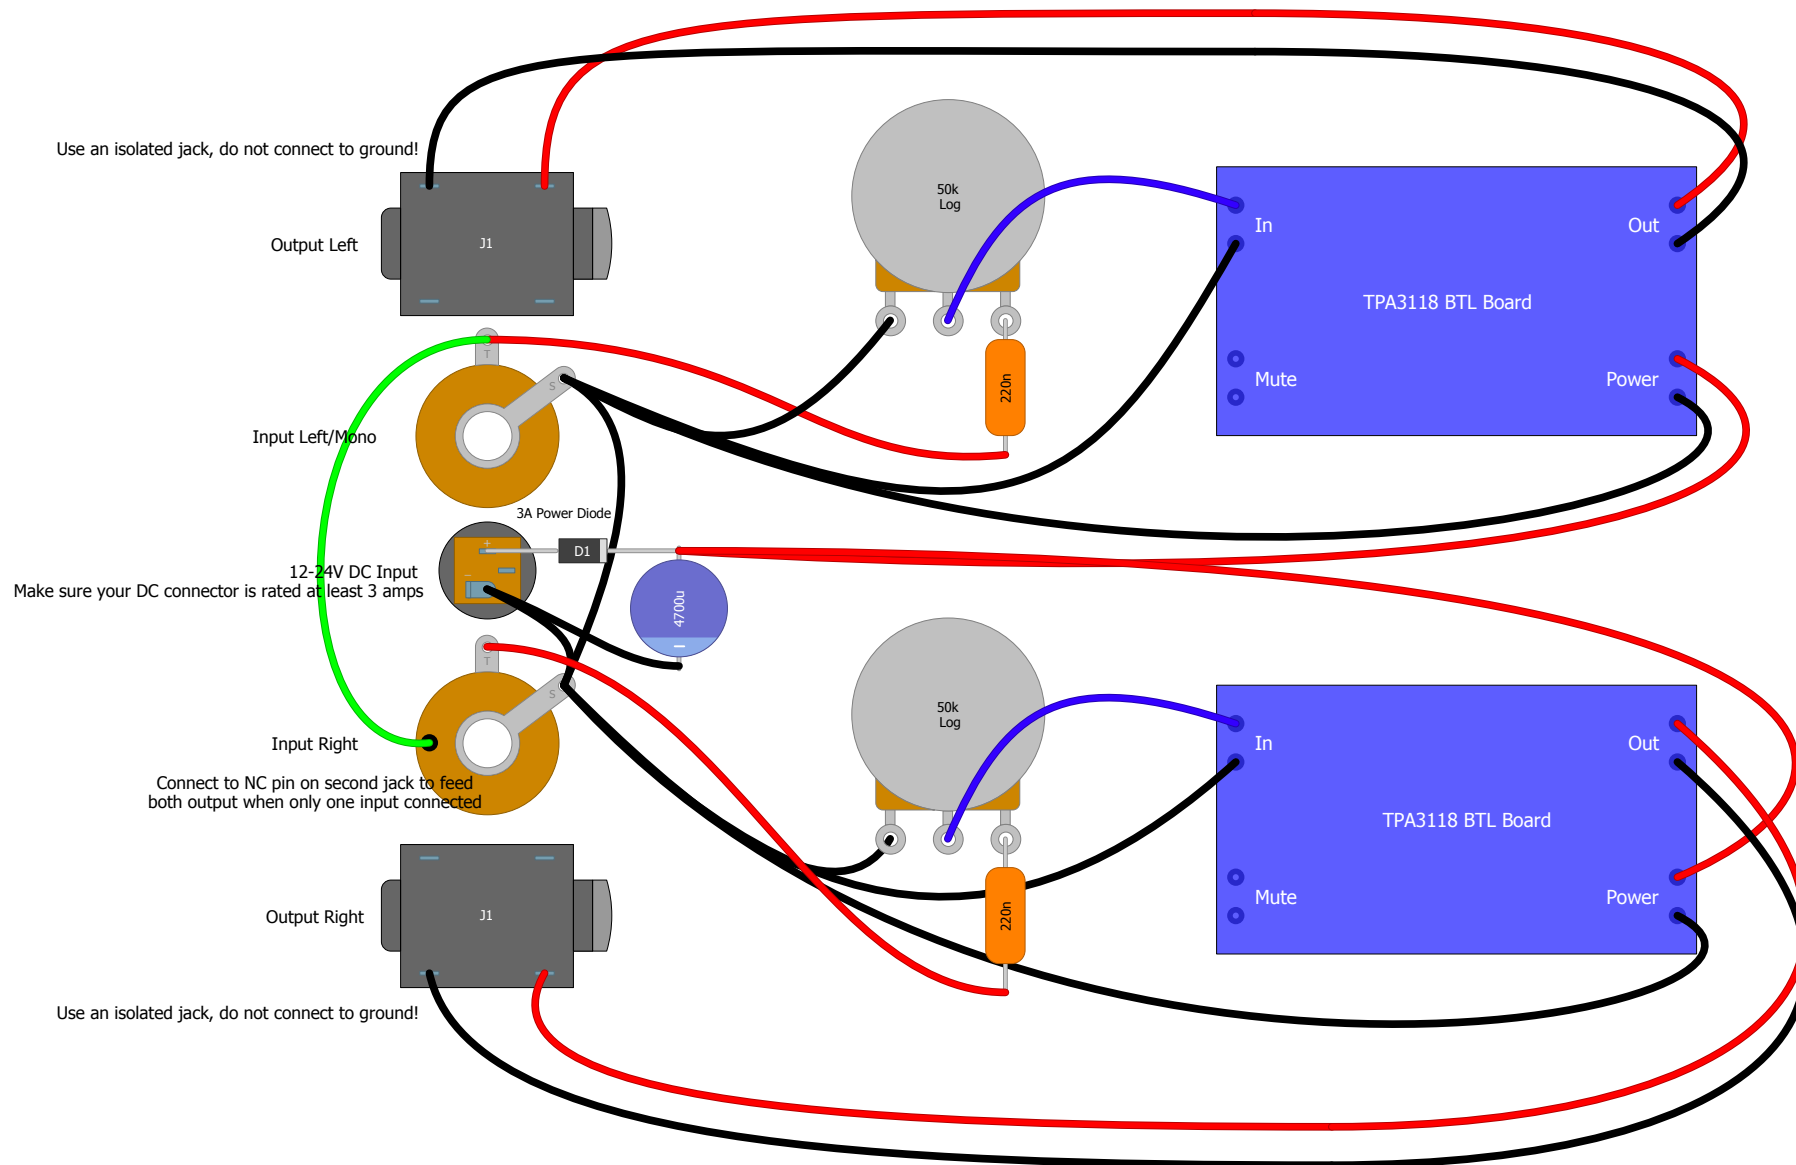 Use an isolated jack, do not connect to ground!
50k
Log
In
Out
Output Left
J1
TPA3118 BTL Board
T
Mute
Power
220n
S
Input Left/Mono
3A Power Diode
+
D1
12-24V DC Input
–
Make sure your DC connector is rated at least 3 amps
4700u
T
S
50k
Log
Input Right
In
Out
Connect to NC pin on second jack to feed
both output when only one input connected
TPA3118 BTL Board
Mute
Power
220n
Output Right
J1
Use an isolated jack, do not connect to ground!